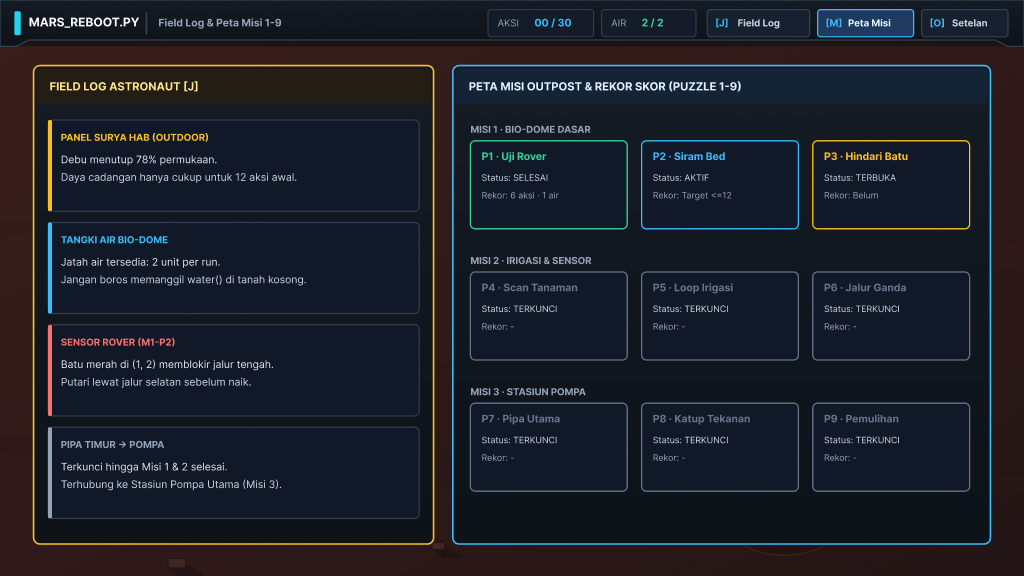 MARS_REBOOT.PY
Field Log & Peta Misi 1-9
AKSI 00 / 30
AIR 2 / 2
[J] Field Log
[M] Peta Misi
[O] Setelan
FIELD LOG ASTRONAUT [J]
PANEL SURYA HAB (OUTDOOR)
Debu menutup 78% permukaan.
Daya cadangan hanya cukup untuk 12 aksi awal.
TANGKI AIR BIO-DOME
Jatah air tersedia: 2 unit per run.
Jangan boros memanggil water() di tanah kosong.
SENSOR ROVER (M1-P2)
Batu merah di (1, 2) memblokir jalur tengah.
Putari lewat jalur selatan sebelum naik.
PIPA TIMUR → POMPA
Terkunci hingga Misi 1 & 2 selesai.
Terhubung ke Stasiun Pompa Utama (Misi 3).
PETA MISI OUTPOST & REKOR SKOR (PUZZLE 1-9)
MISI 1 · BIO-DOME DASAR
P1 · Uji Rover
Status: SELESAI
Rekor: 6 aksi · 1 air
P2 · Siram Bed
Status: AKTIF
Rekor: Target <=12
P3 · Hindari Batu
Status: TERBUKA
Rekor: Belum
MISI 2 · IRIGASI & SENSOR
P4 · Scan Tanaman
Status: TERKUNCI
Rekor: -
P5 · Loop Irigasi
Status: TERKUNCI
Rekor: -
P6 · Jalur Ganda
Status: TERKUNCI
Rekor: -
MISI 3 · STASIUN POMPA
P7 · Pipa Utama
Status: TERKUNCI
Rekor: -
P8 · Katup Tekanan
Status: TERKUNCI
Rekor: -
P9 · Pemulihan
Status: TERKUNCI
Rekor: -